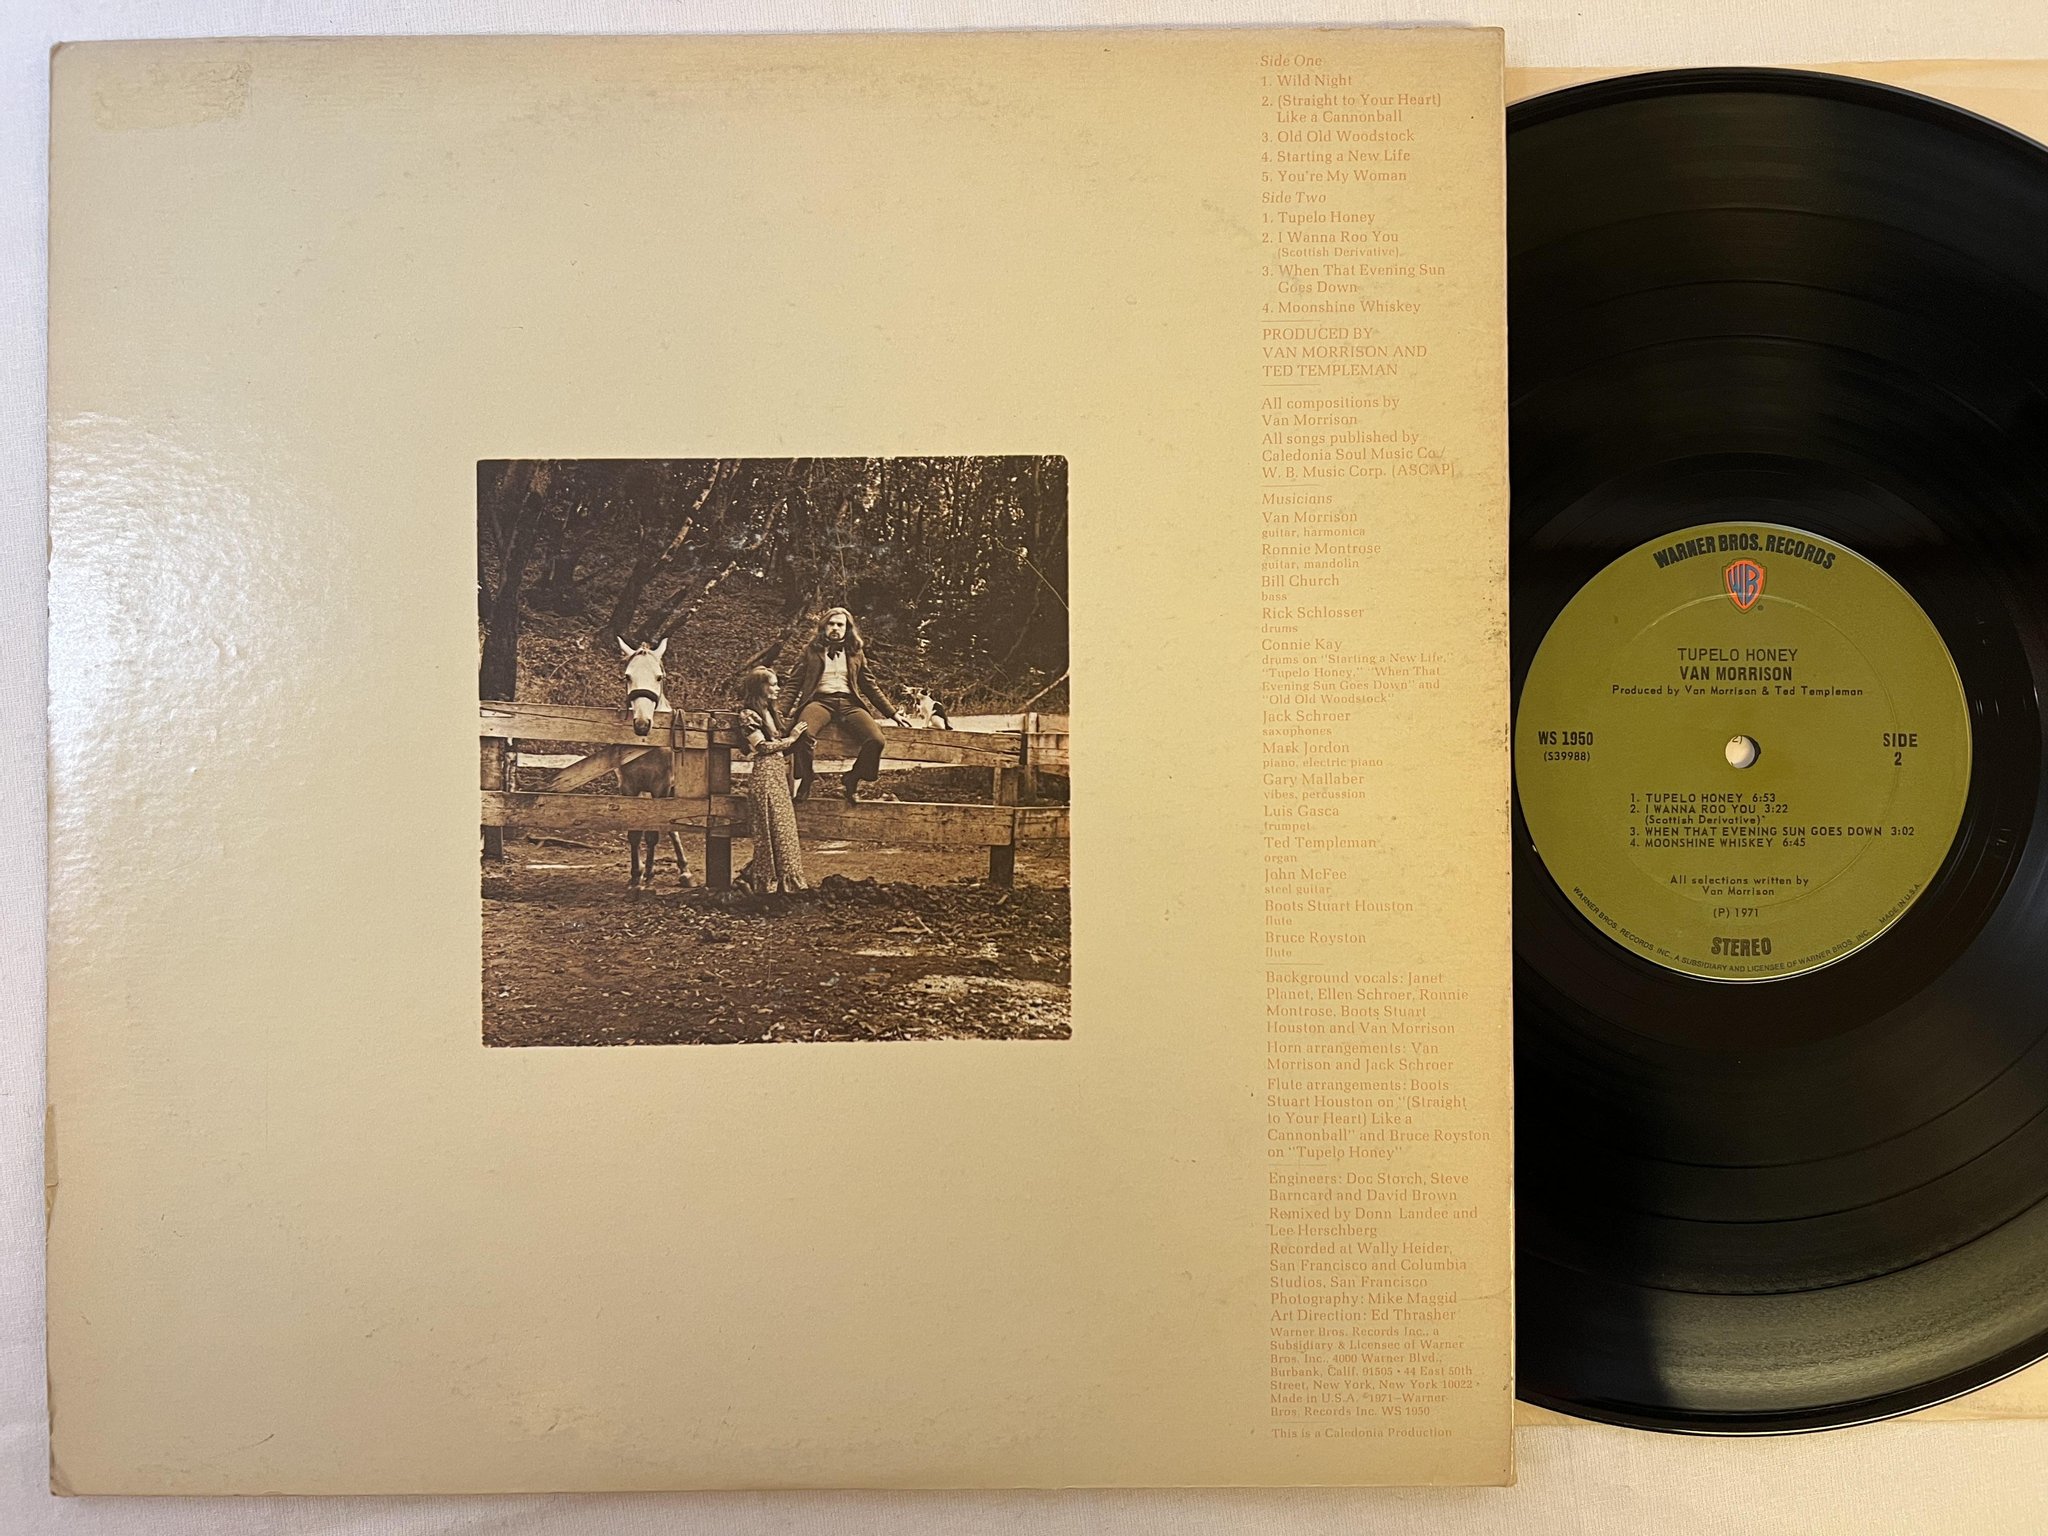 Side One
1. Wild Night
2. (Straight to Your Heart)
Like a Cannonball
3. Old Old Woodstock
4. Starting a New Life
5. You're My Woman
Side Two
1. Tupelo Honey
2. I Wanna Roo You
(Scottish Derivative)
3. When That Evening Sun
Goes Down
4. Moonshine Whiskey
PRODUCED BY
VAN MORRISON AND
TED TEMPLEMAN
All compositions by
Van Morrison
All songs published by
Caledonia Soul Music Co./
W. B. Music Corp. (ASCAP)
Musicians
Van Morrison
guitar, harmonica
Ronnie Montrose
guitar, mandolin
Bill Church
bass
Rick Schlosser
drums
Connie Kay
drums on "Starting a New Life,"
"Tupelo Honey," "When That
Evening Sun Goes Down" and
"Old Old Woodstock"
Jack Schroer
saxophones
Mark Jordon
piano, electric piano
Gary Mallaber
vibes, percussion
Luis Gasca
trumpet
Ted Templeman
organ
John McFee
steel guitar
Boots Stuart Houston
flute
Bruce Royston
flute
Background vocals: Janet
Planet, Ellen Schroer, Ronnie
Montrose, Boots Stuart
Houston and Van Morrison
Horn arrangements: Van
Morrison and Jack Schroer
Flute arrangements: Boots
Stuart Houston on "(Straight
to Your Heart) Like a
Cannonball" and Bruce Royston
on "Tupelo Honey"
Engineers: Doc Storch, Steve
Barncard and David Brown
Remixed by Donn Landee and
Lee Herschberg
Recorded at Wally Heider,
San Francisco and Columbia
Studios, San Francisco
Photography: Mike Maggid
Art Direction: Ed Thrasher
Warner Bros. Records Inc., a
Subsidiary & Licensee of Warner
Bros. Inc., 4000 Warner Blvd.,
Burbank, Calif. 91505 • 44 East 50th
Street, New York, New York 10022 •
Made in U.S.A. ©1971—Warner
Bros. Records Inc. WS 1950
This is a Caledonia Production
WARNER BROS. RECORDS
WB ®
TUPELO HONEY
VAN MORRISON
Produced by Van Morrison & Ted Templeman
WS 1950
(S39988)
SIDE
2
1. TUPELO HONEY 6:53
2. I WANNA ROO YOU 3:22
(Scottish Derivative)
3. WHEN THAT EVENING SUN GOES DOWN 3:02
4. MOONSHINE WHISKEY 6:45
All selections written by
Van Morrison
(P) 1971
STEREO
WARNER BROS. RECORDS INC., A SUBSIDIARY AND LICENSEE OF WARNER BROS. INC. MADE IN U.S.A.